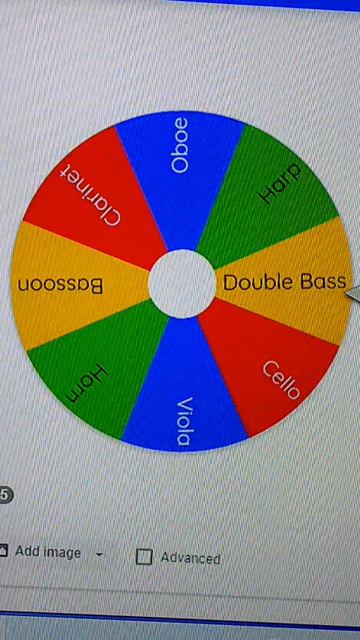 Oboe
Harp
Double Bass
Cello
Viola
Horn
Bassoon
Clarinet
5
Add image
Advanced